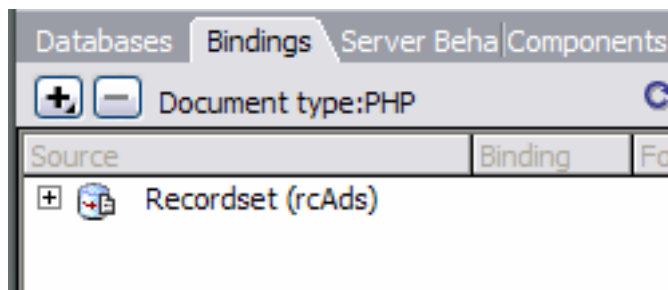 Databases Bindings Server Beha Components
Document type:PHP
Source Binding Fo
Recordset (rcAds)